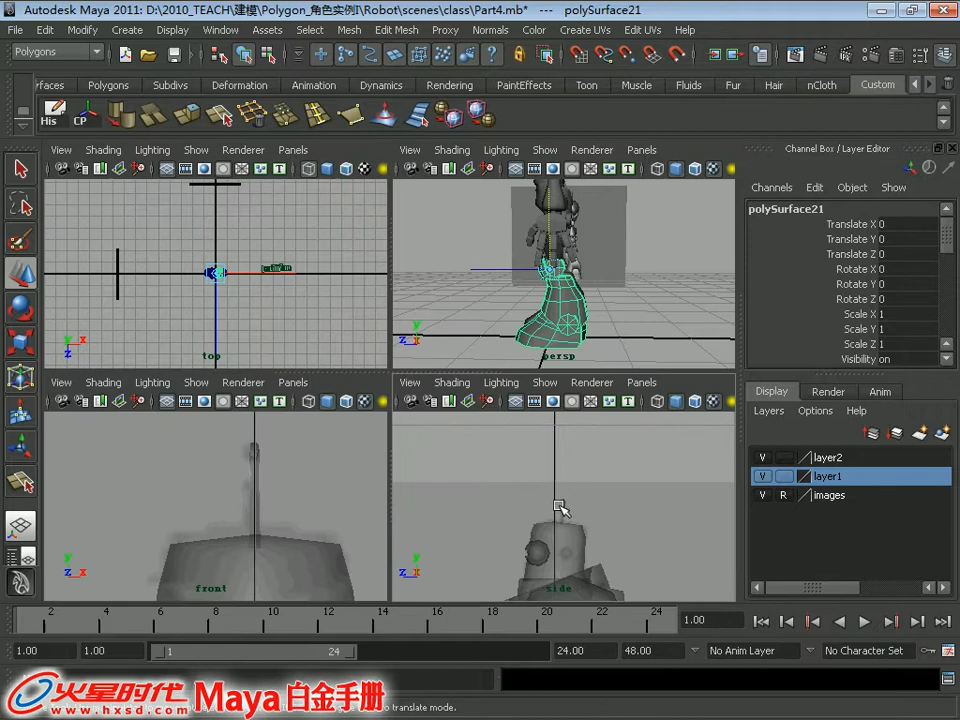 Autodesk Maya 2011: D:\2010_TEACH\建模\Polygon_角色实例\Robot\scenes\class\Part4.mb* --- polySurface21
File Edit Modify Create Display Window Assets Select Mesh Edit Mesh Proxy Normals Color Create UVs Edit UVs Help
Polygons
urfaces Polygons Subdivs Deformation Animation Dynamics Rendering PaintEffects Toon Muscle Fluids Fur Hair nCloth Custom
His CP
View Shading Lighting Show Renderer Panels
View Shading Lighting Show Renderer Panels
top
persp
View Shading Lighting Show Renderer Panels
View Shading Lighting Show Renderer Panels
front
side
Channel Box / Layer Editor
Channels Edit Object Show
polySurface21
Translate X 0
Translate Y 0
Translate Z 0
Rotate X 0
Rotate Y 0
Rotate Z 0
Scale X 1
Scale Y 1
Scale Z 1
Visibility on
Display Render Anim
Layers Options Help
V layer2
V layer1
V R images
2 4 6 8 10 12 14 16 18 20 22 24
1.00
1.00 1.00 1 24 24.00 48.00 No Anim Layer No Character Set
火星时代
www.hxsd.com
Maya 白金手册
to translate mode.